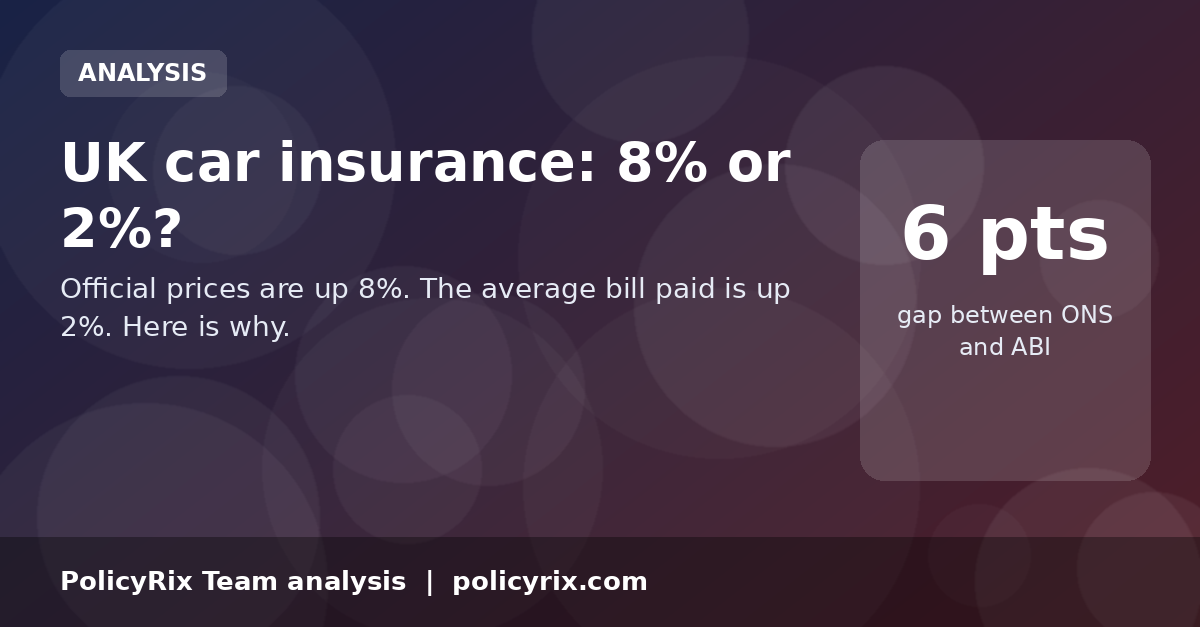 ANALYSIS
UK car insurance: 8% or
2%?
Official prices are up 8%. The average bill paid is up
2%. Here is why.
6 pts
gap between ONS
and ABI
PolicyRix Team analysis | policyrix.com